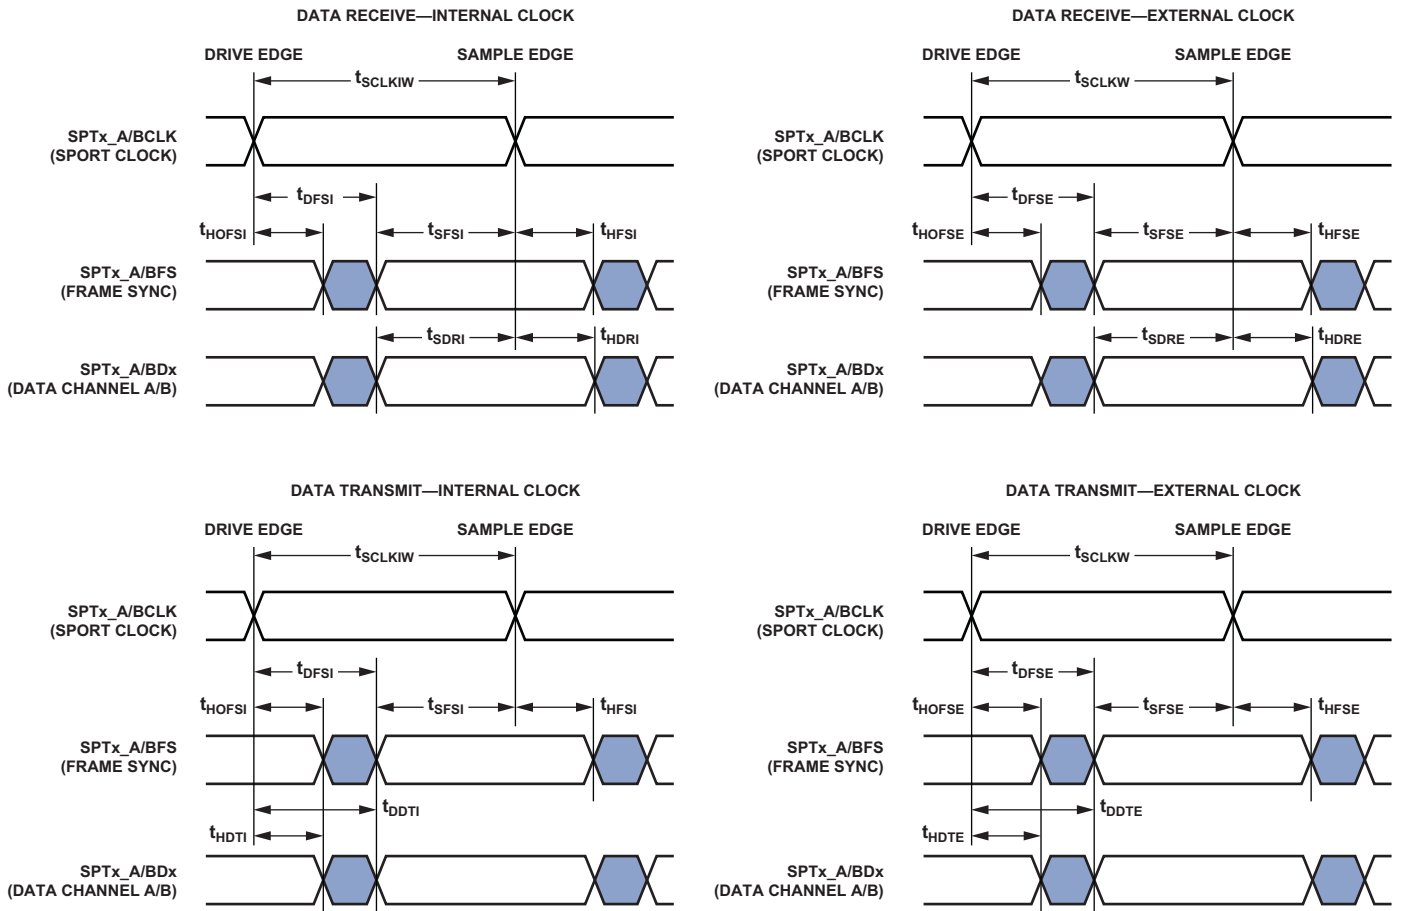 DATA RECEIVE—INTERNAL CLOCK
DRIVE EDGE
SAMPLE EDGE
tSCLKIW
SPTx_A/BCLK
(SPORT CLOCK)
tDFSI
tHOFSI
tSFSI
tHFSI
SPTx_A/BFS
(FRAME SYNC)
tSDRI
tHDRI
SPTx_A/BDx
(DATA CHANNEL A/B)
DATA RECEIVE—EXTERNAL CLOCK
DRIVE EDGE
SAMPLE EDGE
tSCLKW
SPTx_A/BCLK
(SPORT CLOCK)
tDFSE
tHOFSE
tSFSE
tHFSE
SPTx_A/BFS
(FRAME SYNC)
tSDRE
tHDRE
SPTx_A/BDx
(DATA CHANNEL A/B)
DATA TRANSMIT—INTERNAL CLOCK
DRIVE EDGE
SAMPLE EDGE
tSCLKIW
SPTx_A/BCLK
(SPORT CLOCK)
tDFSI
tHOFSI
tSFSI
tHFSI
SPTx_A/BFS
(FRAME SYNC)
tDDTI
tHDTI
SPTx_A/BDx
(DATA CHANNEL A/B)
DATA TRANSMIT—EXTERNAL CLOCK
DRIVE EDGE
SAMPLE EDGE
tSCLKW
SPTx_A/BCLK
(SPORT CLOCK)
tDFSE
tHOFSE
tSFSE
tHFSE
SPTx_A/BFS
(FRAME SYNC)
tDDTE
tHDTE
SPTx_A/BDx
(DATA CHANNEL A/B)